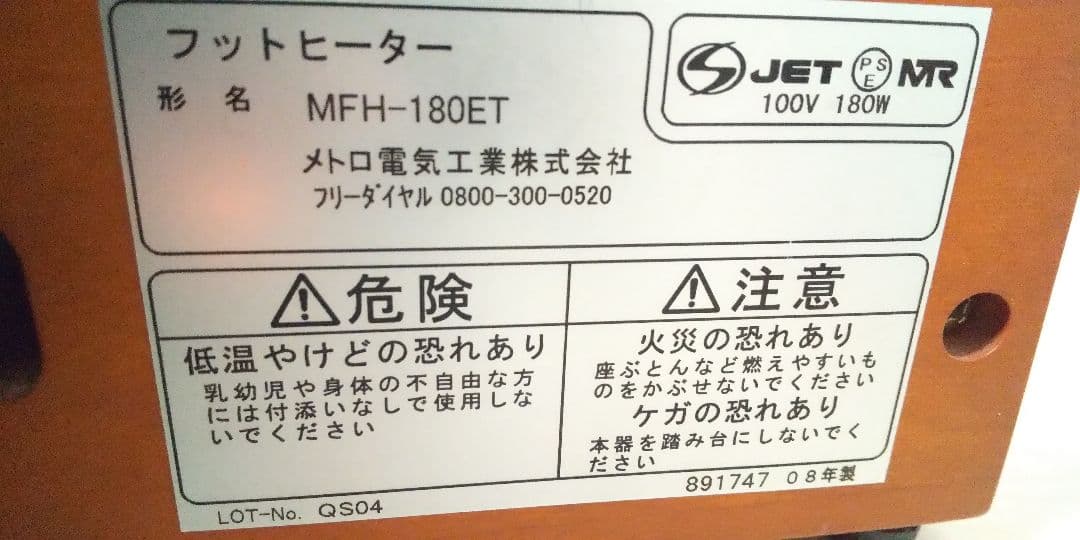 フットヒーター
形名 MFH-180ET
メトロ電気工業株式会社
フリーダイヤル 0800-300-0520
JET PSE MTR
100V 180W
危険
低温やけどの恐れあり
乳幼児や身体の不自由な方
には付添いなしで使用しな
いでください
注意
火災の恐れあり
座ぶとんなど燃えやすいも
のをかぶせないでください
ケガの恐れあり
本器を踏み台にしないでく
ださい
891747 08年製
LOT-No. QS04